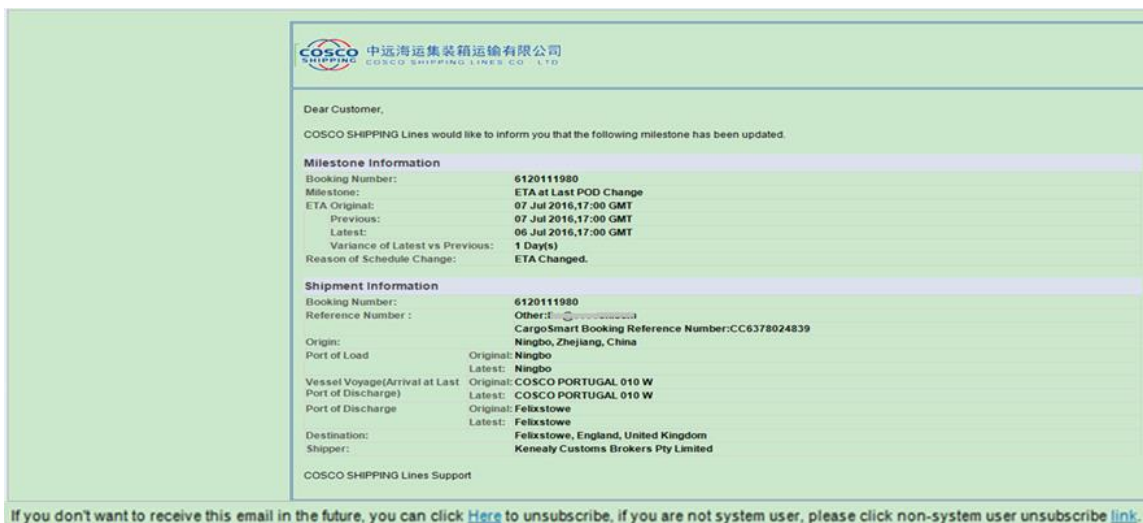 COSCO
SHIPPING
中远海运集装箱运输有限公司
COSCO SHIPPING LINES CO LTD
Dear Customer,
COSCO SHIPPING Lines would like to inform you that the following milestone has been updated.
Milestone Information
Booking Number: 6120111980
Milestone: ETA at Last POD Change
ETA Original: 07 Jul 2016,17:00 GMT
Previous: 07 Jul 2016,17:00 GMT
Latest: 06 Jul 2016,17:00 GMT
Variance of Latest vs Previous: 1 Day(s)
Reason of Schedule Change: ETA Changed.
Shipment Information
Booking Number: 6120111980
Reference Number : Other:
CargoSmart Booking Reference Number:CC6378024839
Origin: Ningbo, Zhejiang, China
Port of Load Original: Ningbo
Latest: Ningbo
Vessel Voyage(Arrival at Last Original: COSCO PORTUGAL 010 W
Port of Discharge) Latest: COSCO PORTUGAL 010 W
Port of Discharge Original: Felixstowe
Latest: Felixstowe
Destination: Felixstowe, England, United Kingdom
Shipper: Kenealy Customs Brokers Pty Limited
COSCO SHIPPING Lines Support
If you don't want to receive this email in the future, you can click Here to unsubscribe, if you are not system user, please click non-system user unsubscribe link